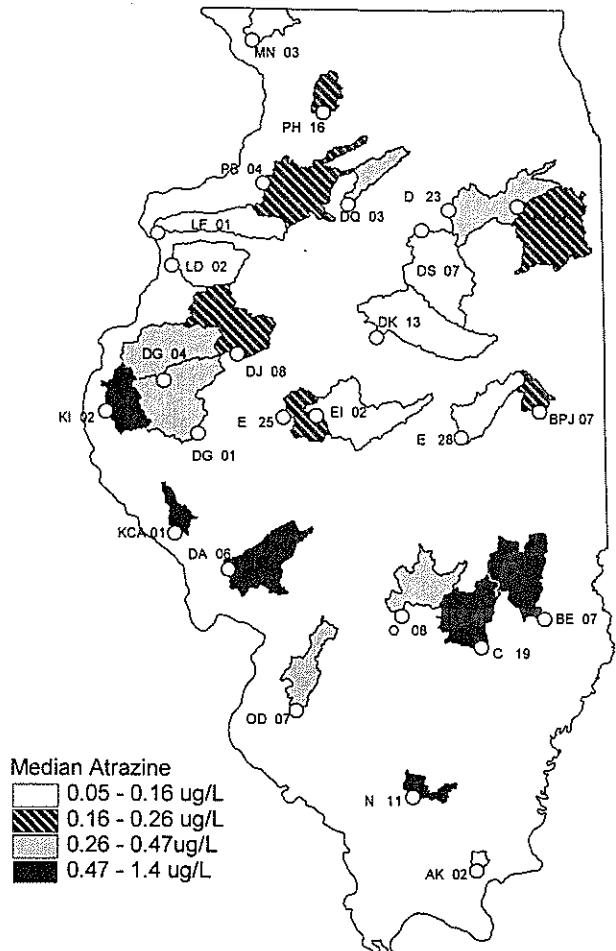 MN 03
PH 16
PB 04
DQ 03
D 23
LF 01
LD 02
DS 07
DK 13
DG 04
DJ 08
KI 02
E 25
EI 02
E 28
BPJ 07
DG 01
KCA 01
DA 06
O 08
BE 07
C 19
OD 07
N 11
AK 02
Median Atrazine
0.05 - 0.16 ug/L
0.16 - 0.26 ug/L
0.26 - 0.47ug/L
0.47 - 1.4 ug/L